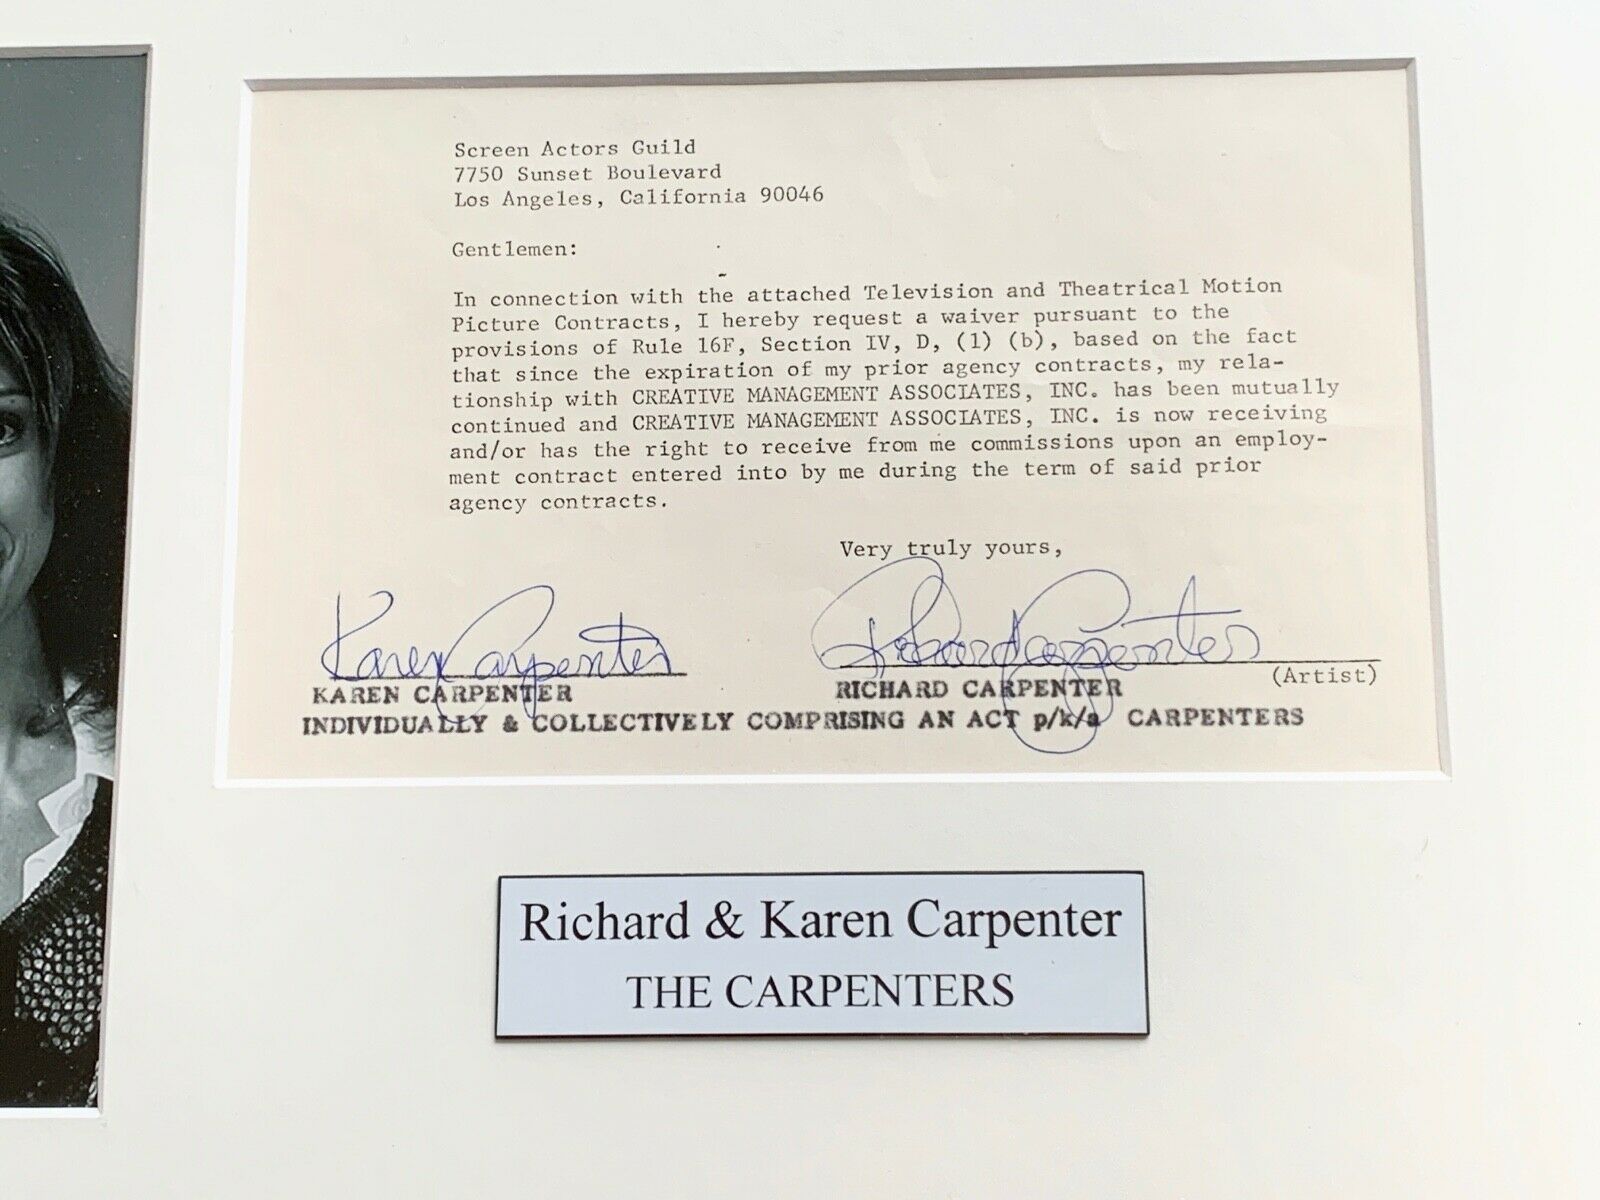 Screen Actors Guild
7750 Sunset Boulevard
Los Angeles, California 90046
Gentlemen:
In connection with the attached Television and Theatrical Motion
Picture Contracts, I hereby request a waiver pursuant to the
provisions of Rule 16F, Section IV, D, (1) (b), based on the fact
that since the expiration of my prior agency contracts, my rela-
tionship with CREATIVE MANAGEMENT ASSOCIATES, INC. has been mutually
continued and CREATIVE MANAGEMENT ASSOCIATES, INC. is now receiving
and/or has the right to receive from me commissions upon an employ-
ment contract entered into by me during the term of said prior
agency contracts.
Very truly yours,
Karen Carpenter Richard Carpenter
(Artist)
KAREN CARPENTER RICHARD CARPENTER
INDIVIDUALLY & COLLECTIVELY COMPRISING AN ACT p/k/a CARPENTERS
Richard & Karen Carpenter
THE CARPENTERS